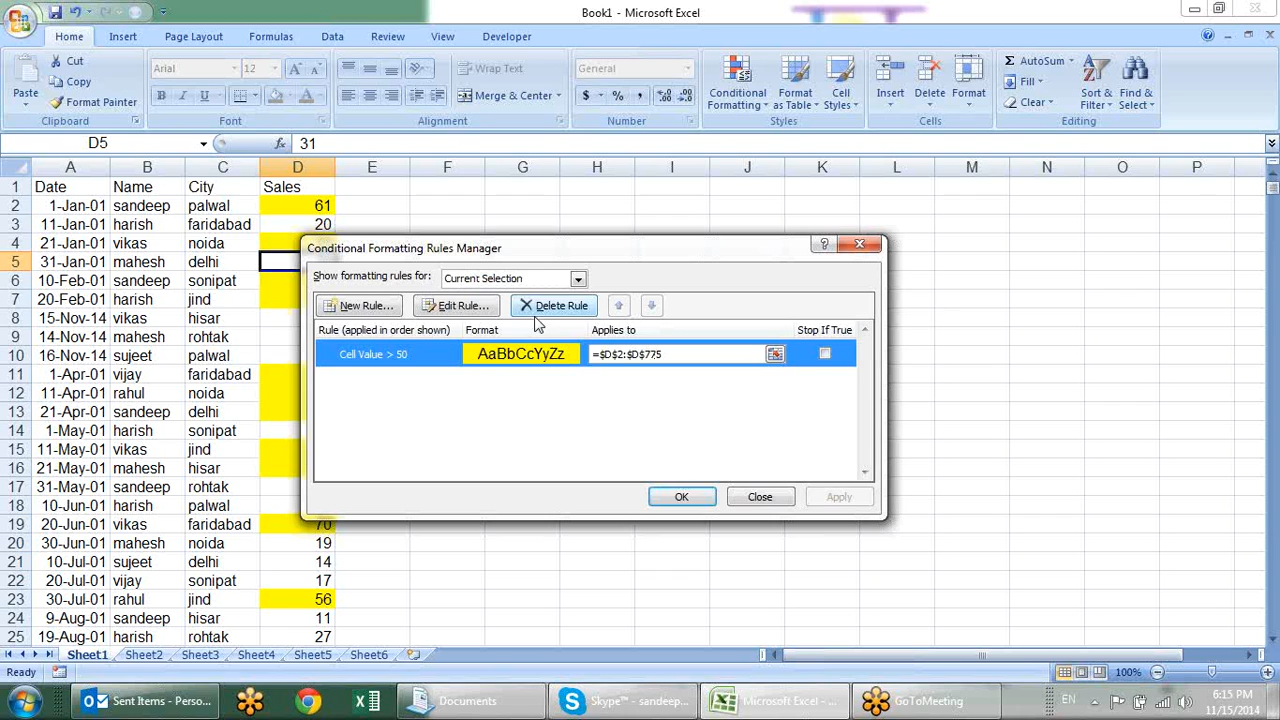 Book1 - Microsoft Excel
Home Insert Page Layout Formulas Data Review View Developer
Paste
Cut
Copy
Format Painter
Clipboard
Arial 12
Font
Wrap Text
Merge & Center
Alignment
General
Number
Conditional Formatting
Format as Table
Cell Styles
Styles
Insert
Delete
Format
Cells
AutoSum
Fill
Clear
Sort & Filter
Find & Select
Editing
D5 fx 31
A B C D E F G H I J K L M N O P
1 Date Name City Sales
2 1-Jan-01 sandeep palwal 61
3 11-Jan-01 harish faridabad 20
4 21-Jan-01 vikas noida
5 31-Jan-01 mahesh delhi
6 10-Feb-01 sandeep sonipat
7 20-Feb-01 harish jind
8 15-Nov-14 vikas hisar
9 14-Nov-14 mahesh rohtak
10 16-Nov-14 sujeet palwal
11 1-Apr-01 vijay faridabad
12 11-Apr-01 rahul noida
13 21-Apr-01 sandeep delhi
14 1-May-01 harish sonipat
15 11-May-01 vikas jind
16 21-May-01 mahesh hisar
17 31-May-01 sandeep rohtak
18 10-Jun-01 harish palwal
19 20-Jun-01 vikas faridabad 70
20 30-Jun-01 mahesh noida 19
21 10-Jul-01 sujeet delhi 14
22 20-Jul-01 vijay sonipat 17
23 30-Jul-01 rahul jind 56
24 9-Aug-01 sandeep hisar 11
25 19-Aug-01 harish rohtak 27
Conditional Formatting Rules Manager
Show formatting rules for: Current Selection
New Rule... Edit Rule... Delete Rule
Rule (applied in order shown) Format Applies to Stop If True
Cell Value > 50 AaBbCcYyZz =$D$2:$D$775
OK Close Apply
Sheet1 Sheet2 Sheet3 Sheet4 Sheet5 Sheet6
Ready 100%
Sent Items - Perso... Documents Skype™ - sandeep... Microsoft Excel - ... GoToMeeting EN 6:15 PM
11/15/2014